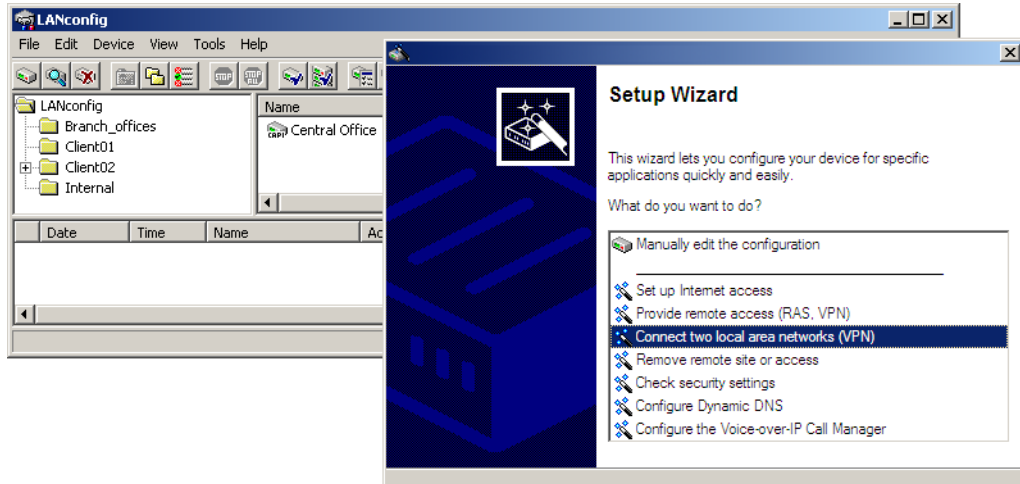 LANconfig
File Edit Device View Tools Help
STOP STOP
LANconfig
Branch_offices
Client01
Client02
Internal
Name
CAPI Central Office
Date Time Name Ac
Setup Wizard
This wizard lets you configure your device for specific
applications quickly and easily.
What do you want to do?
Manually edit the configuration
Set up Internet access
Provide remote access (RAS, VPN)
Connect two local area networks (VPN)
Remove remote site or access
Check security settings
Configure Dynamic DNS
Configure the Voice-over-IP Call Manager